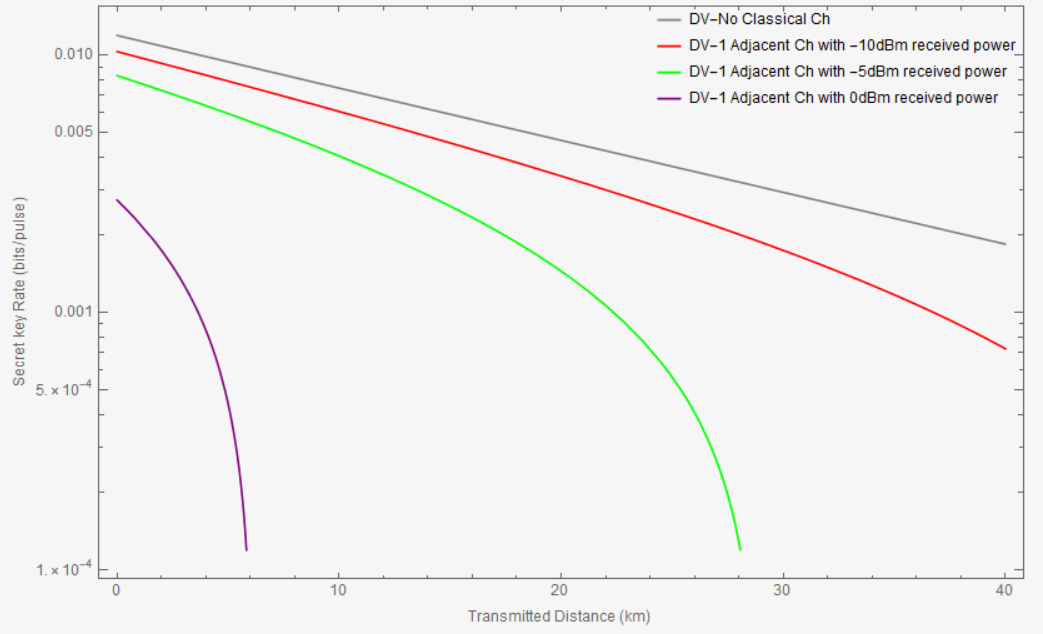 DV−No Classical Ch
DV−1 Adjacent Ch with −10dBm received power
DV−1 Adjacent Ch with −5dBm received power
DV−1 Adjacent Ch with 0dBm received power
Secret key Rate (bits/pulse)
0.010
0.005
0.001
5. × 10⁻⁴
1. × 10⁻⁴
0 10 20 30 40
Transmitted Distance (km)